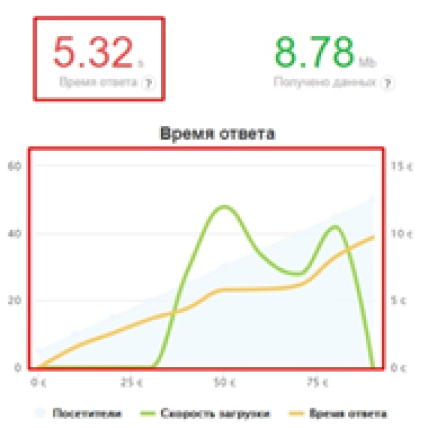 5.32 s
Время ответа ?
8.78 Mb
Получено данных ?
Время ответа
60
40
20
0
15 с
10 с
5 с
0 с
0 с
25 с
50 с
75 с
Посетители
Скорость загрузки
Время ответа